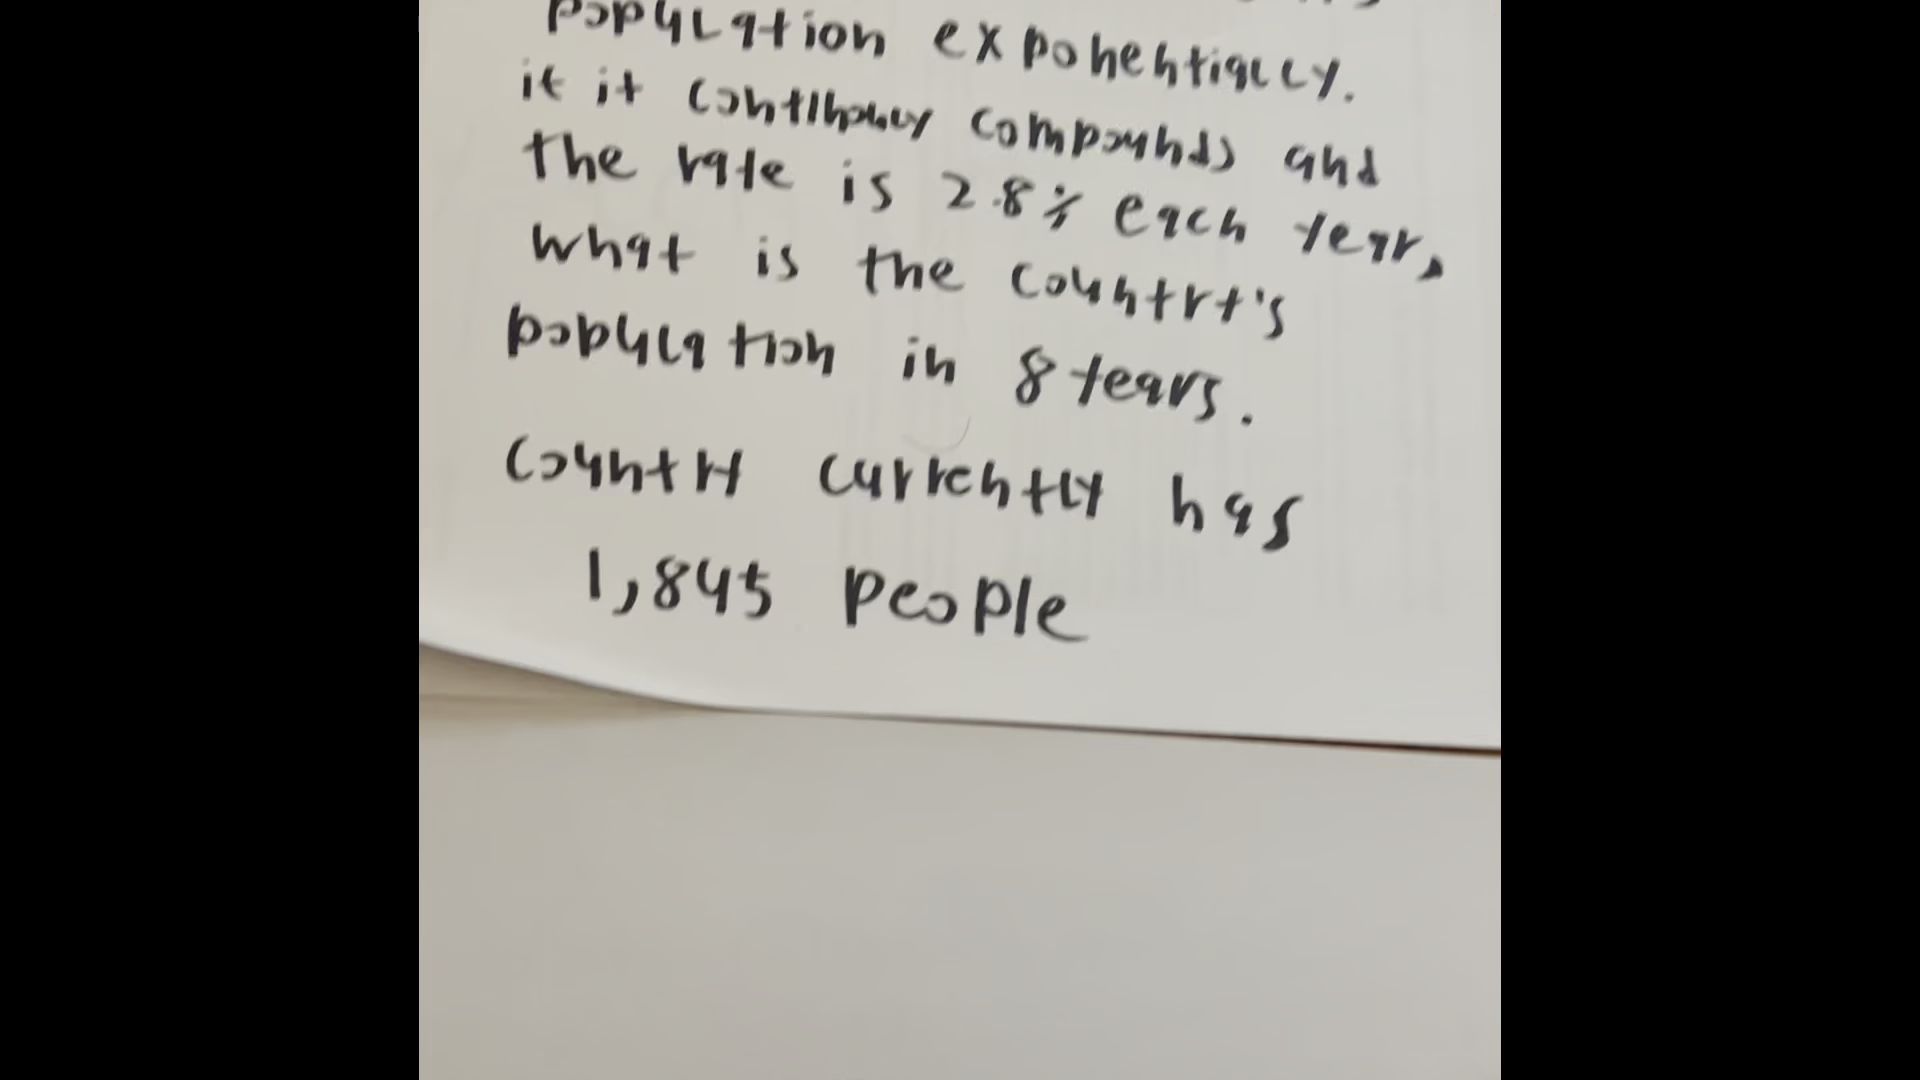 population exponentially.
if it continously compounds and
the rate is 2.8% each year,
what is the country's
population in 8 years.
country currently has
1,845 people